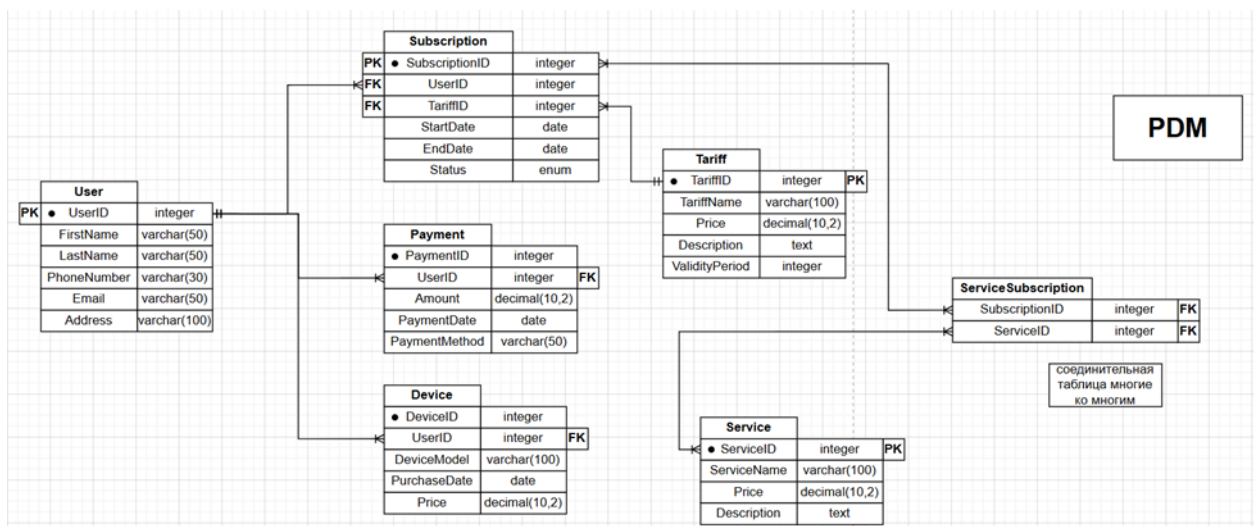 Subscription
PK ● SubscriptionID integer
FK UserID integer
FK TariffID integer
StartDate date
EndDate date
Status enum
PDM
Tariff
● TariffID integer PK
TariffName varchar(100)
Price decimal(10,2)
Description text
ValidityPeriod integer
User
PK ● UserID integer
FirstName varchar(50)
LastName varchar(50)
PhoneNumber varchar(30)
Email varchar(50)
Address varchar(100)
Payment
● PaymentID integer
UserID integer FK
Amount decimal(10,2)
PaymentDate date
PaymentMethod varchar(50)
ServiceSubscription
SubscriptionID integer FK
ServiceID integer FK
соединительная
таблица многие
ко многим
Device
● DeviceID integer
UserID integer FK
DeviceModel varchar(100)
PurchaseDate date
Price decimal(10,2)
Service
● ServiceID integer PK
ServiceName varchar(100)
Price decimal(10,2)
Description text